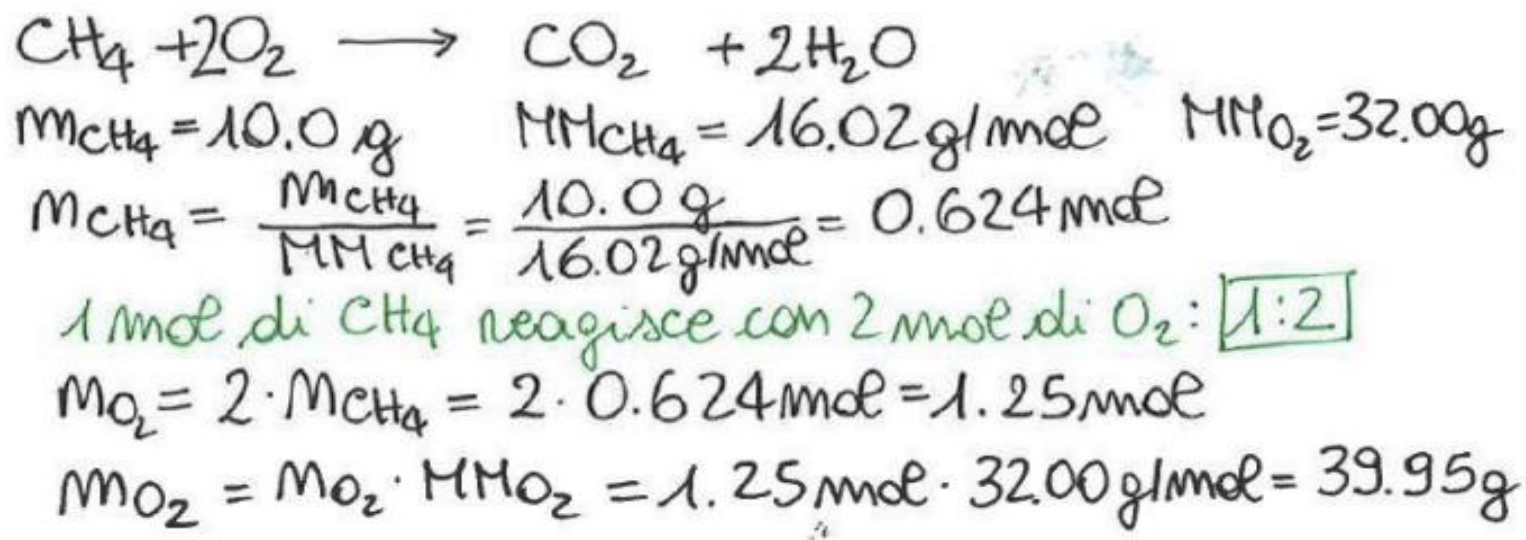 CH₄ + 2O₂ → CO₂ + 2H₂O
mCH₄ = 10.0 g MMCH₄ = 16.02 g/mol MMO₂ = 32.00g
nCH₄ = mCH₄ / MMCH₄ = 10.0 g / 16.02 g/mol = 0.624 mol
1 mol di CH₄ reagisce con 2 mol di O₂: 1:2
nO₂ = 2 · nCH₄ = 2 · 0.624 mol = 1.25 mol
mO₂ = nO₂ · MMO₂ = 1.25 mol · 32.00 g/mol = 39.95 g